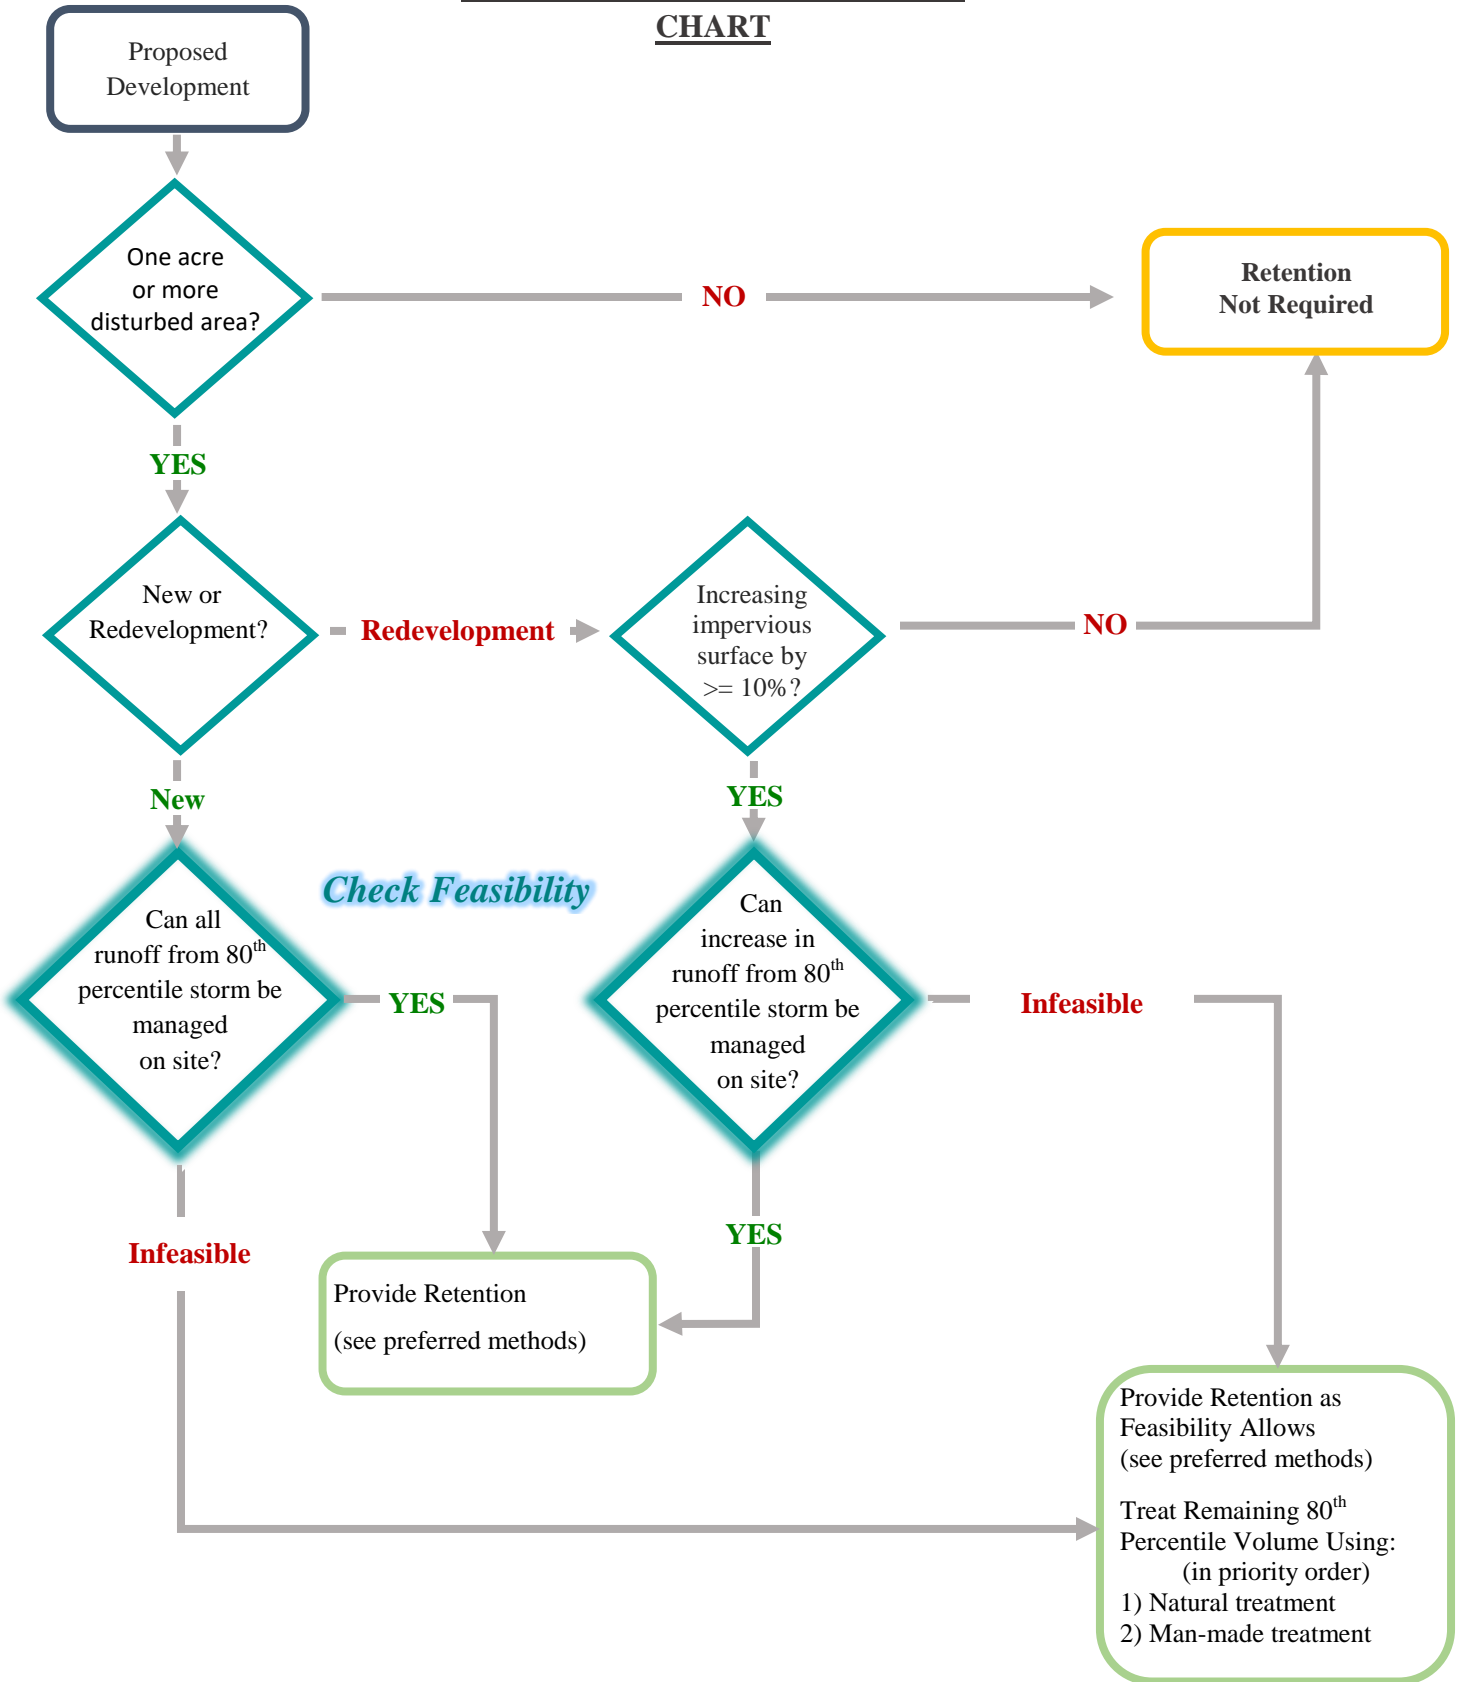 CHART
Proposed
Development
One acre
or more
disturbed area?
NO
Retention
Not Required
YES
New or
Redevelopment?
Redevelopment
Increasing
impervious
surface by
>= 10%?
NO
New
YES
Check Feasibility
Can all
runoff from 80th
percentile storm be
managed
on site?
YES
Can
increase in
runoff from 80th
percentile storm be
managed
on site?
Infeasible
Infeasible
YES
Provide Retention
(see preferred methods)
Provide Retention as
Feasibility Allows
(see preferred methods)
Treat Remaining 80th
Percentile Volume Using:
(in priority order)
1) Natural treatment
2) Man-made treatment